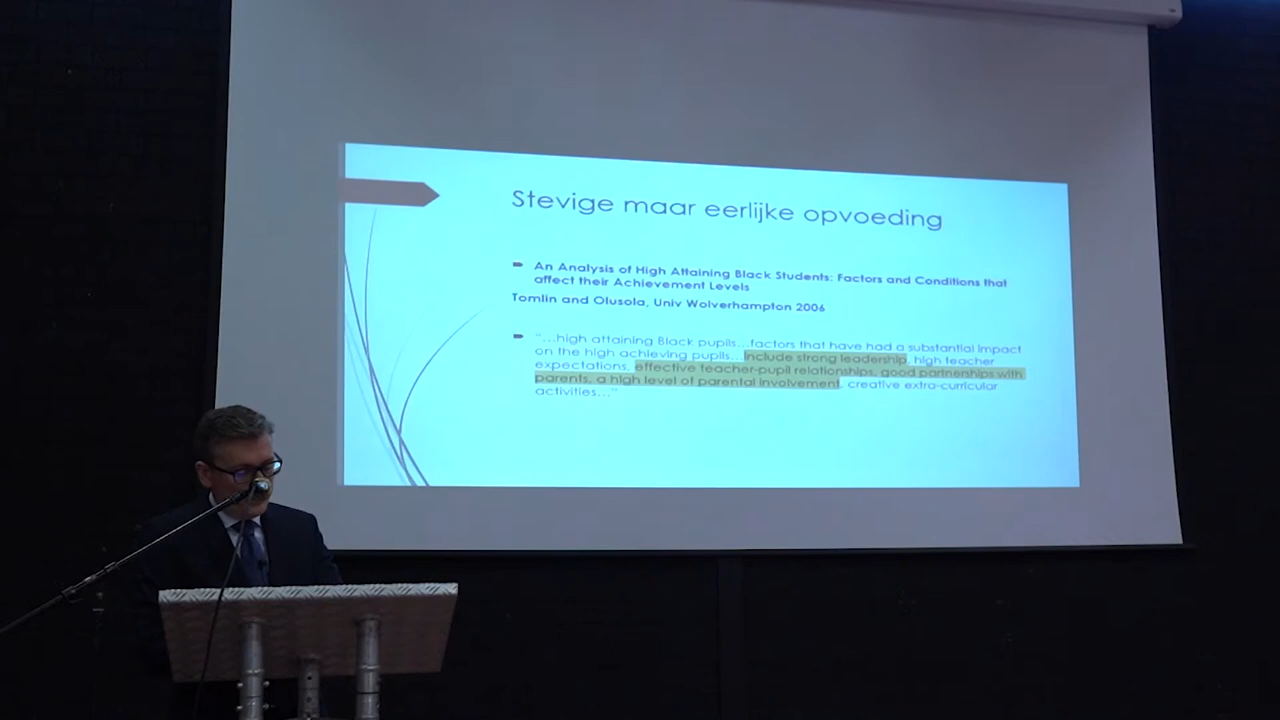 Stevige maar eerlijke opvoeding
An Analysis of High Attaining Black Students: Factors and Conditions that
affect their Achievement Levels
Tomlin and Olusola, Univ Wolverhampton 2006
“…high attaining Black pupils…factors that have had a substantial impact
on the high achieving pupils…include strong leadership, high teacher
expectations, effective teacher-pupil relationships, good partnerships with
parents, a high level of parental involvement, creative extra-curricular
activities…”